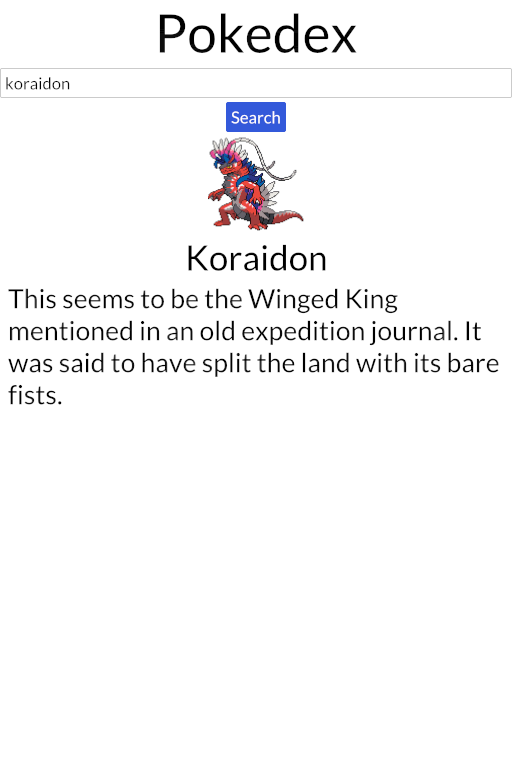 Pokedex
koraidon
Search
Koraidon
This seems to be the Winged King
mentioned in an old expedition journal. It
was said to have split the land with its bare
fists.